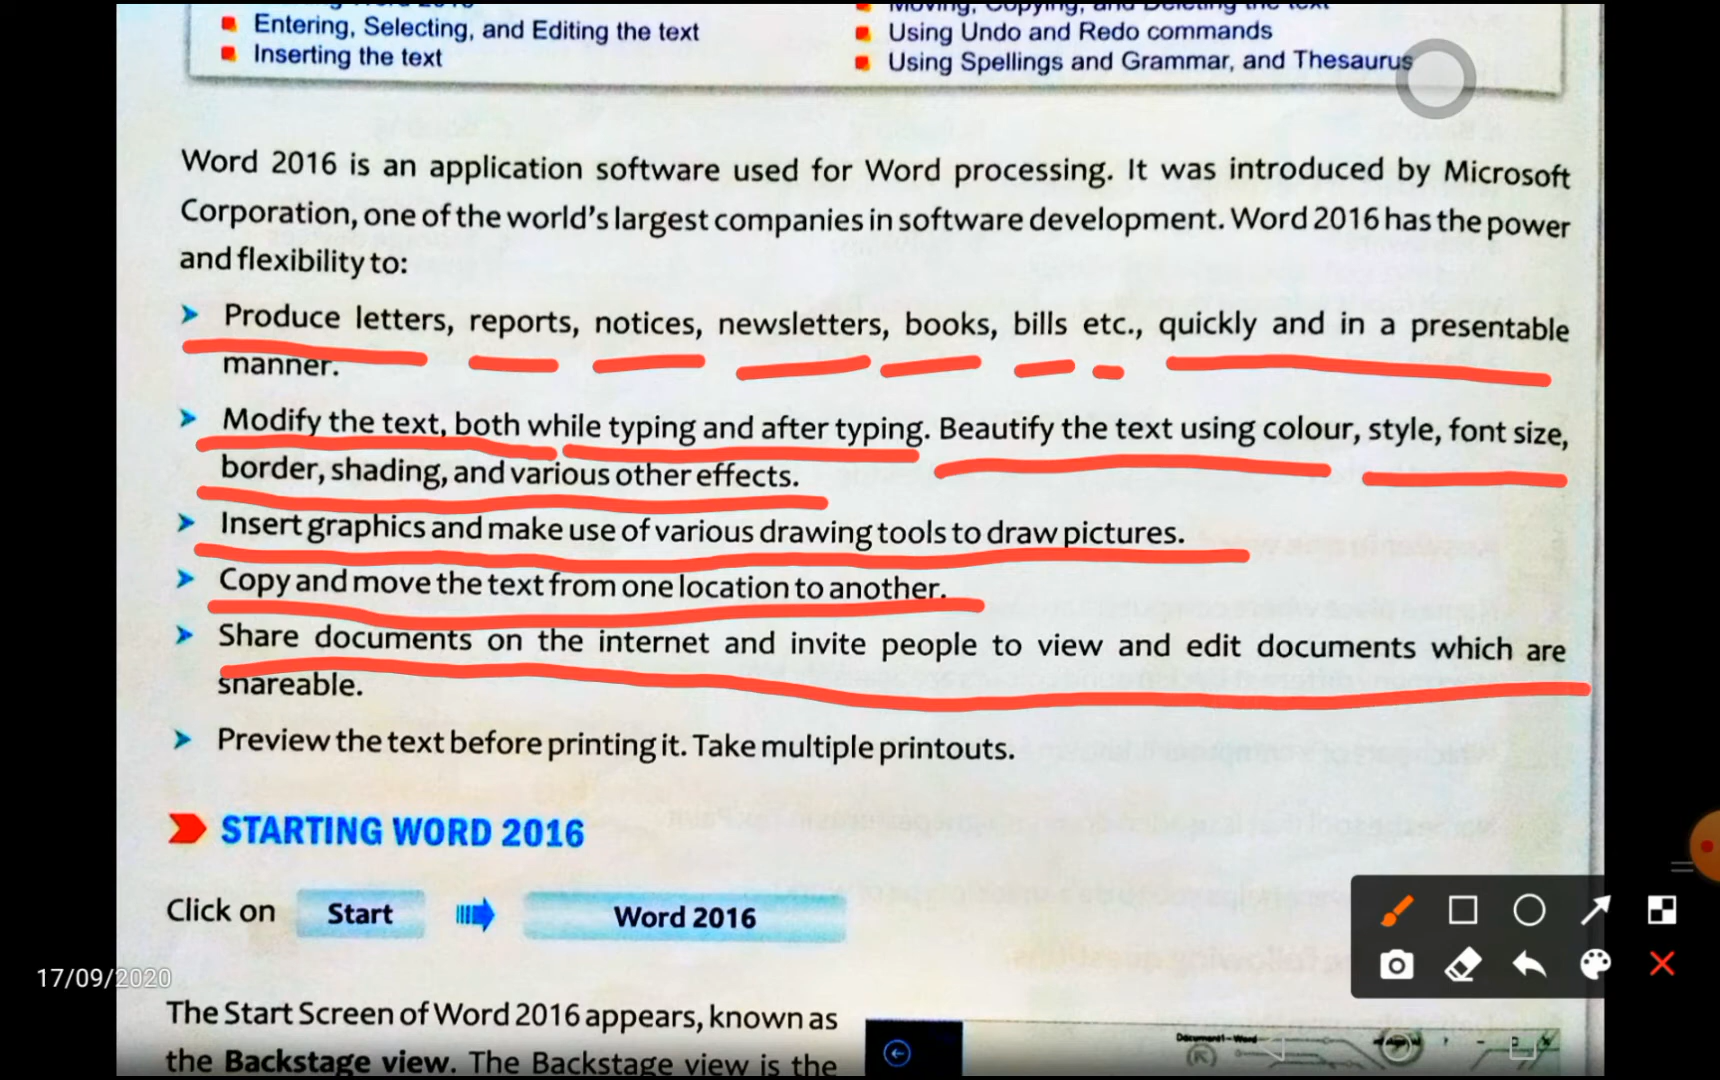 Entering, Selecting, and Editing the text
Inserting the text
Moving, Copying, and Deleting the text
Using Undo and Redo commands
Using Spellings and Grammar, and Thesaurus
Word 2016 is an application software used for Word processing. It was introduced by Microsoft
Corporation, one of the world's largest companies in software development. Word 2016 has the power
and flexibility to:
Produce letters, reports, notices, newsletters, books, bills etc., quickly and in a presentable
manner.
Modify the text, both while typing and after typing. Beautify the text using colour, style, font size,
border, shading, and various other effects.
Insert graphics and make use of various drawing tools to draw pictures.
Copy and move the text from one location to another.
Share documents on the internet and invite people to view and edit documents which are
shareable.
Preview the text before printing it. Take multiple printouts.
STARTING WORD 2016
Click on Start Word 2016
17/09/2020
The Start Screen of Word 2016 appears, known as
the Backstage view. The Backstage view is the
Document1 - Word